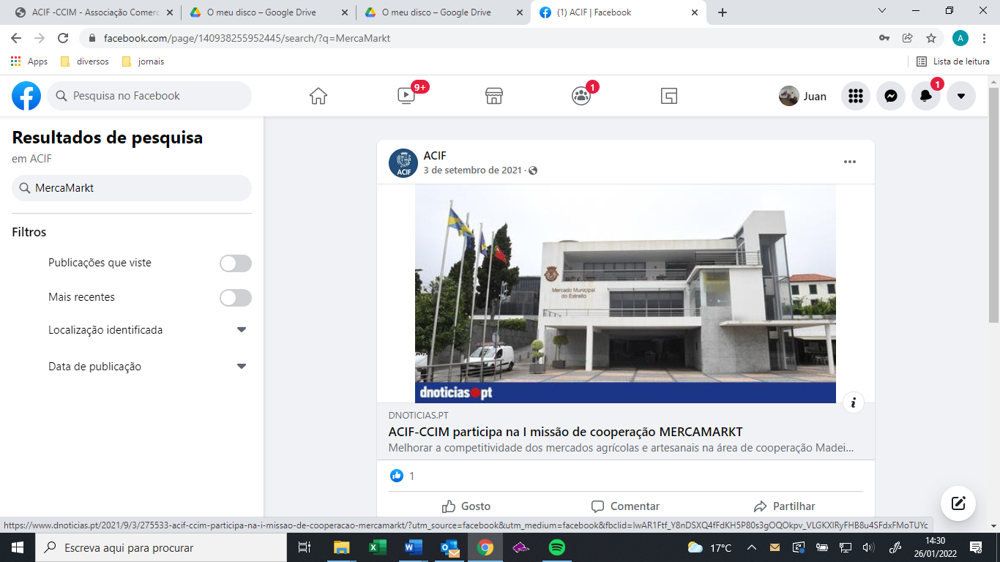 ACIF -CCIM - Associação Comerc
O meu disco – Google Drive
O meu disco – Google Drive
(1) ACIF | Facebook
facebook.com/page/140938255952445/search/?q=MercaMarkt
A
Apps
diversos
jornais
Lista de leitura
Pesquisa no Facebook
9+
1
Juan
1
Resultados de pesquisa
em ACIF
MercaMarkt
Filtros
Publicações que viste
Mais recentes
Localização identificada
Data de publicação
ACIF
ACIF
3 de setembro de 2021 ·
Mercado Municipal
do Estreito
dnoticias.pt
DNOTICIAS.PT
ACIF-CCIM participa na I missão de cooperação MERCAMARKT
Melhorar a competitividade dos mercados agrícolas e artesanais na área de cooperação Madei...
1
Gosto
Comentar
Partilhar
https://www.dnoticias.pt/2021/9/3/275533-acif-ccim-participa-na-i-missao-de-cooperacao-mercamarkt/?utm_source=facebook&utm_medium=facebook&fbclid=IwAR1Ftf_Y8nDSXQ4fFdKH5P80s3gOQOkpv_VLGKXIRyFHB8u4SFdxFMoTUYc
Escreva aqui para procurar
17°C
14:30
26/01/2022